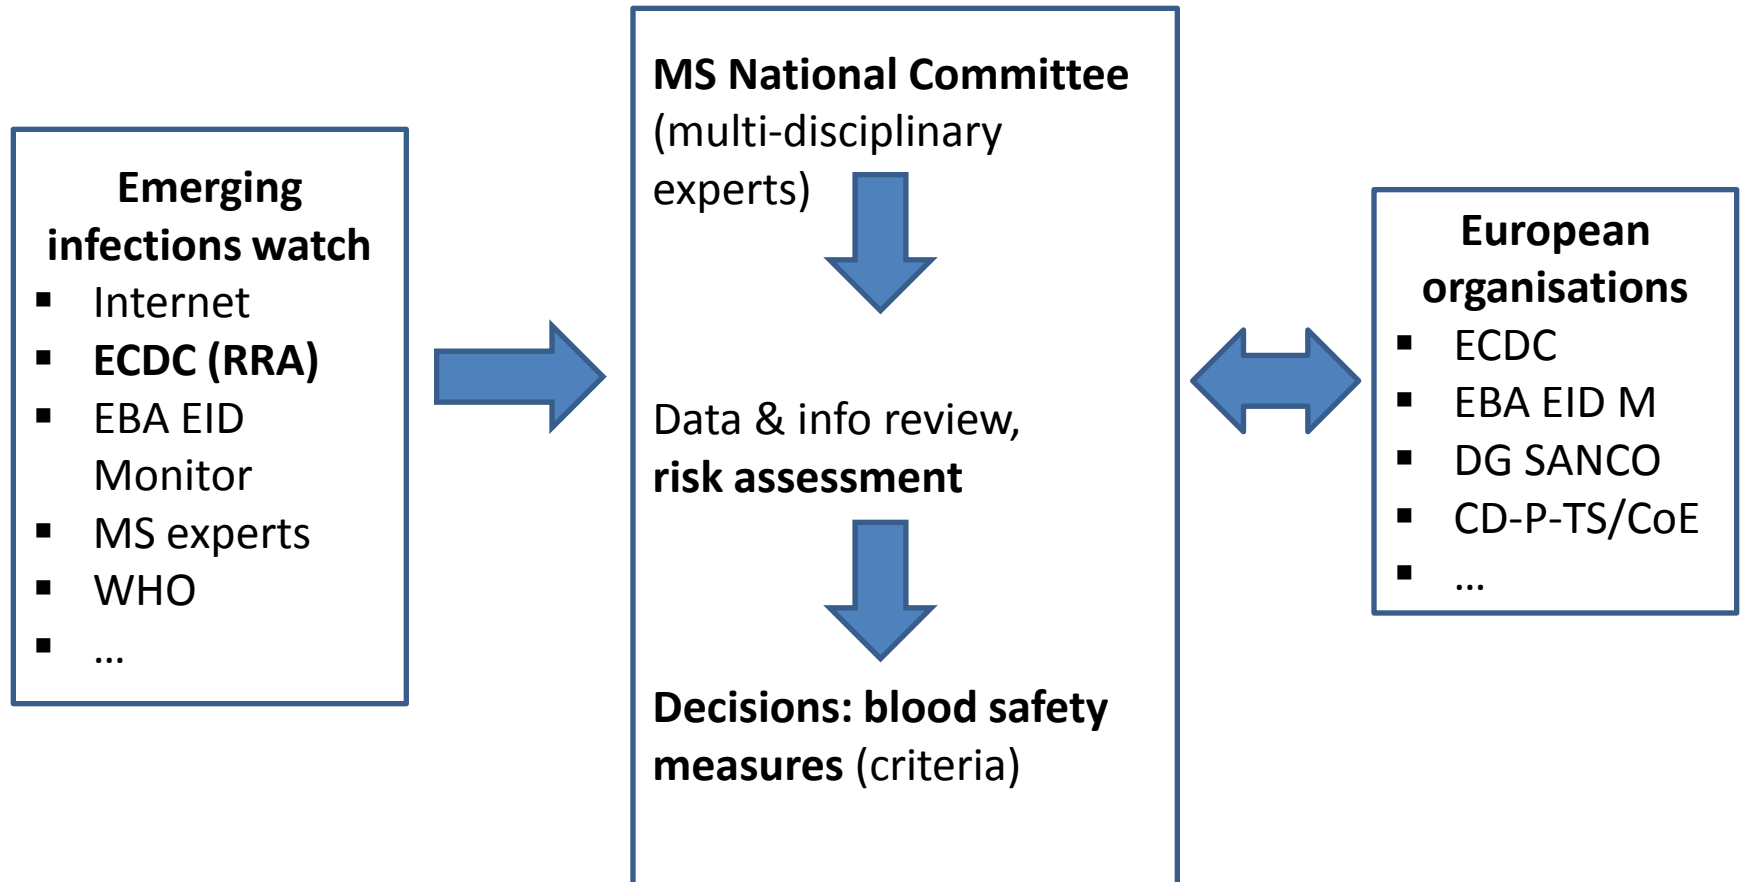 Emerging
infections watch
▪ Internet
▪ ECDC (RRA)
▪ EBA EID
Monitor
▪ MS experts
▪ WHO
▪ ...
MS National Committee
(multi-disciplinary
experts)
Data & info review,
risk assessment
Decisions: blood safety
measures (criteria)
European
organisations
▪ ECDC
▪ EBA EID M
▪ DG SANCO
▪ CD-P-TS/CoE
▪ ...